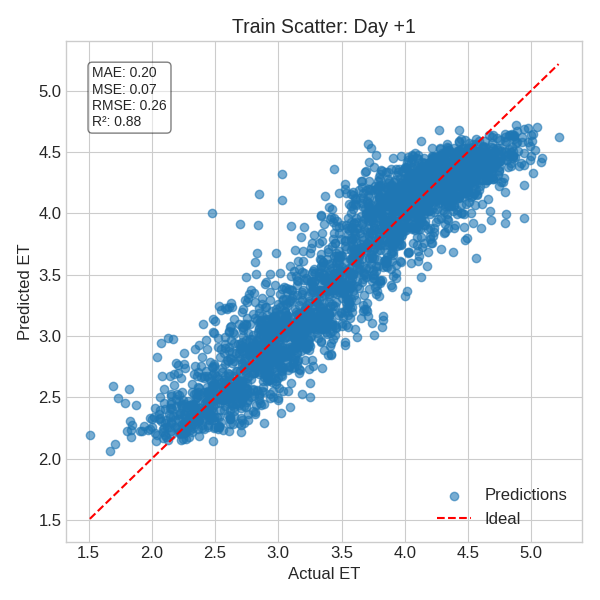 Train Scatter: Day +1
MAE: 0.20
MSE: 0.07
RMSE: 0.26
R²: 0.88
5.0
4.5
4.0
3.5
3.0
2.5
2.0
1.5
Predicted ET
Predictions
Ideal
1.5 2.0 2.5 3.0 3.5 4.0 4.5 5.0
Actual ET